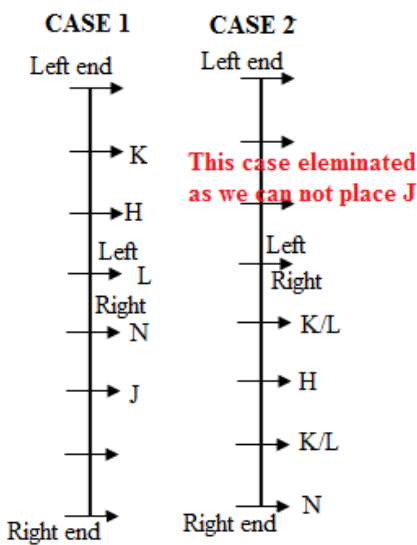 CASE 1
Left end
K
H
Left
L
Right
N
J
Right end
CASE 2
Left end
This case eleminated
as we can not place J
Left
Right
K/L
H
K/L
N
Right end